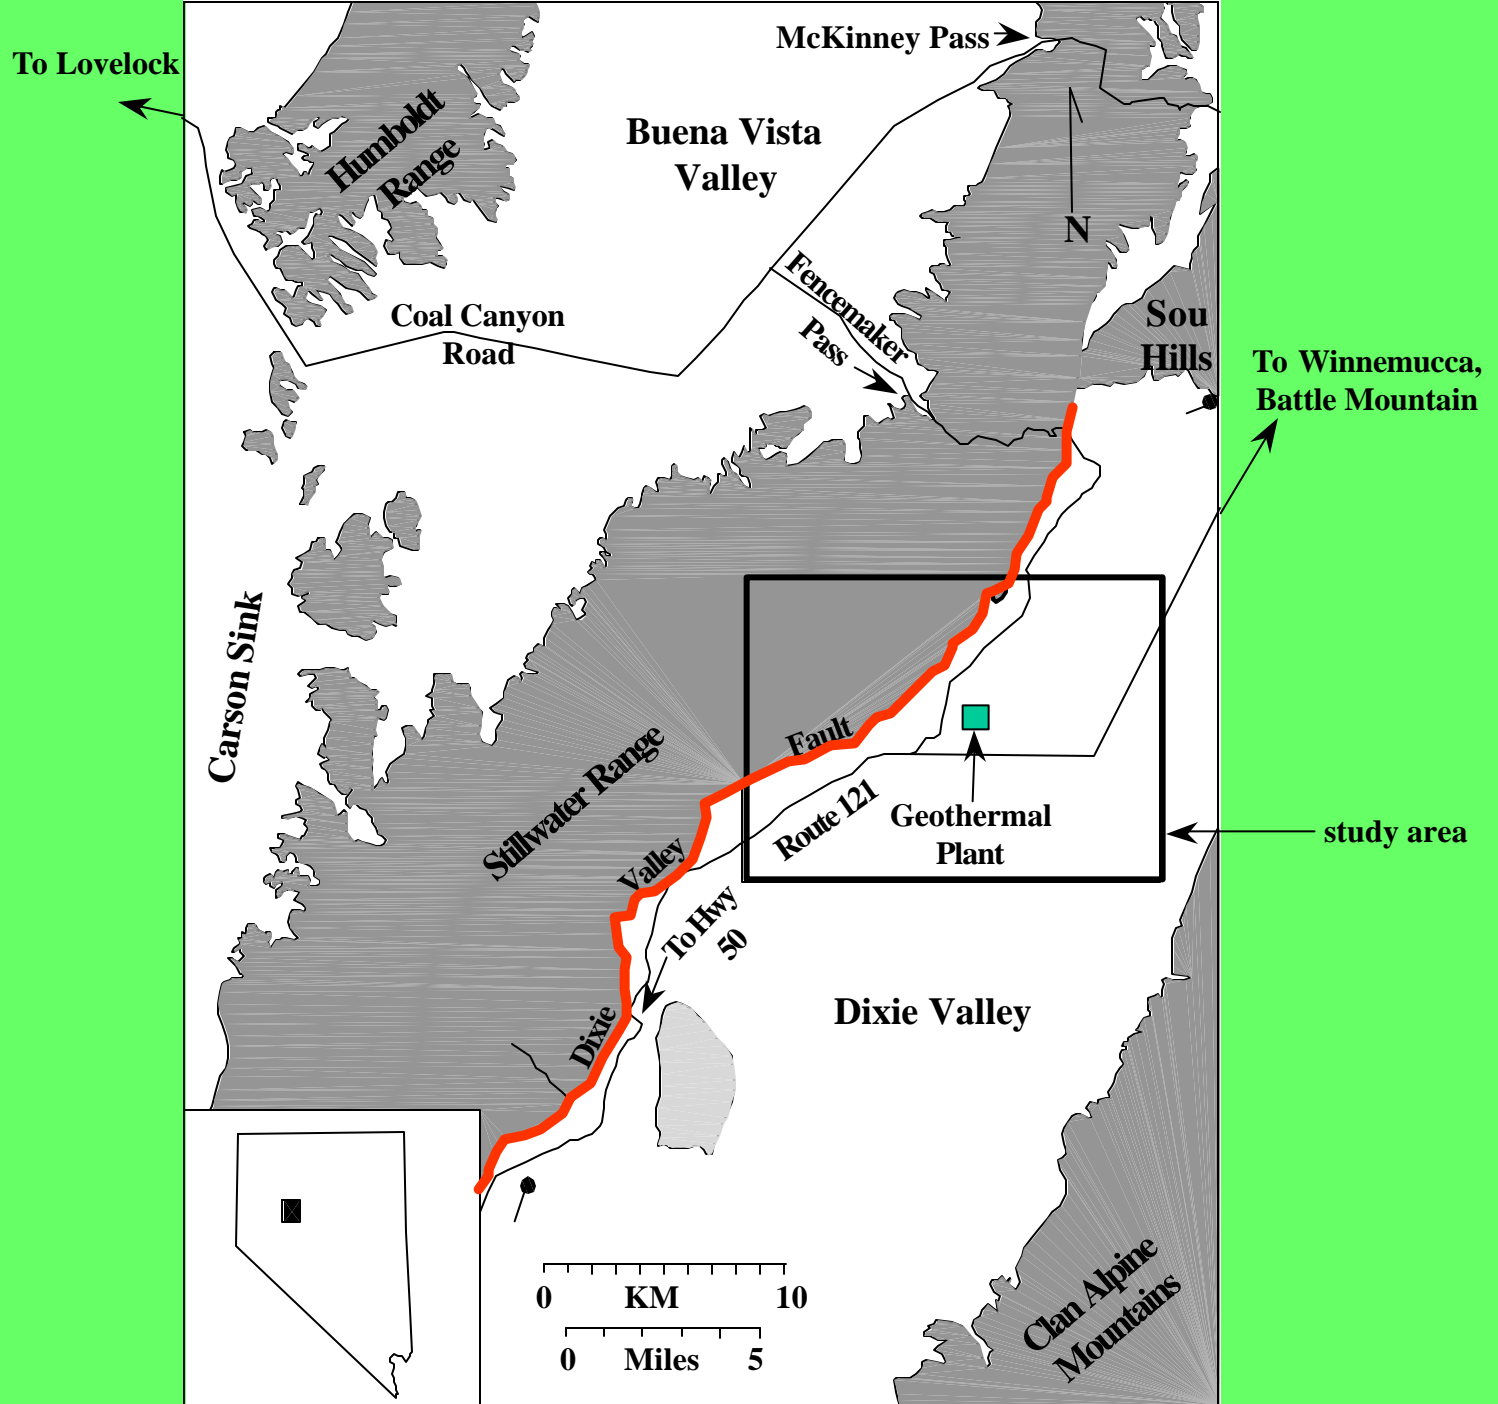 McKinney Pass
To Lovelock
Humboldt
Range
Buena Vista
Valley
N
Fencemaker
Pass
Coal Canyon
Road
Sou
Hills
To Winnemucca,
Battle Mountain
Carson Sink
Stillwater Range
Fault
Valley
Dixie
Route 121
Geothermal
Plant
study area
To Hwy
50
Dixie Valley
Clan Alpine
Mountains
0 KM 10
0 Miles 5